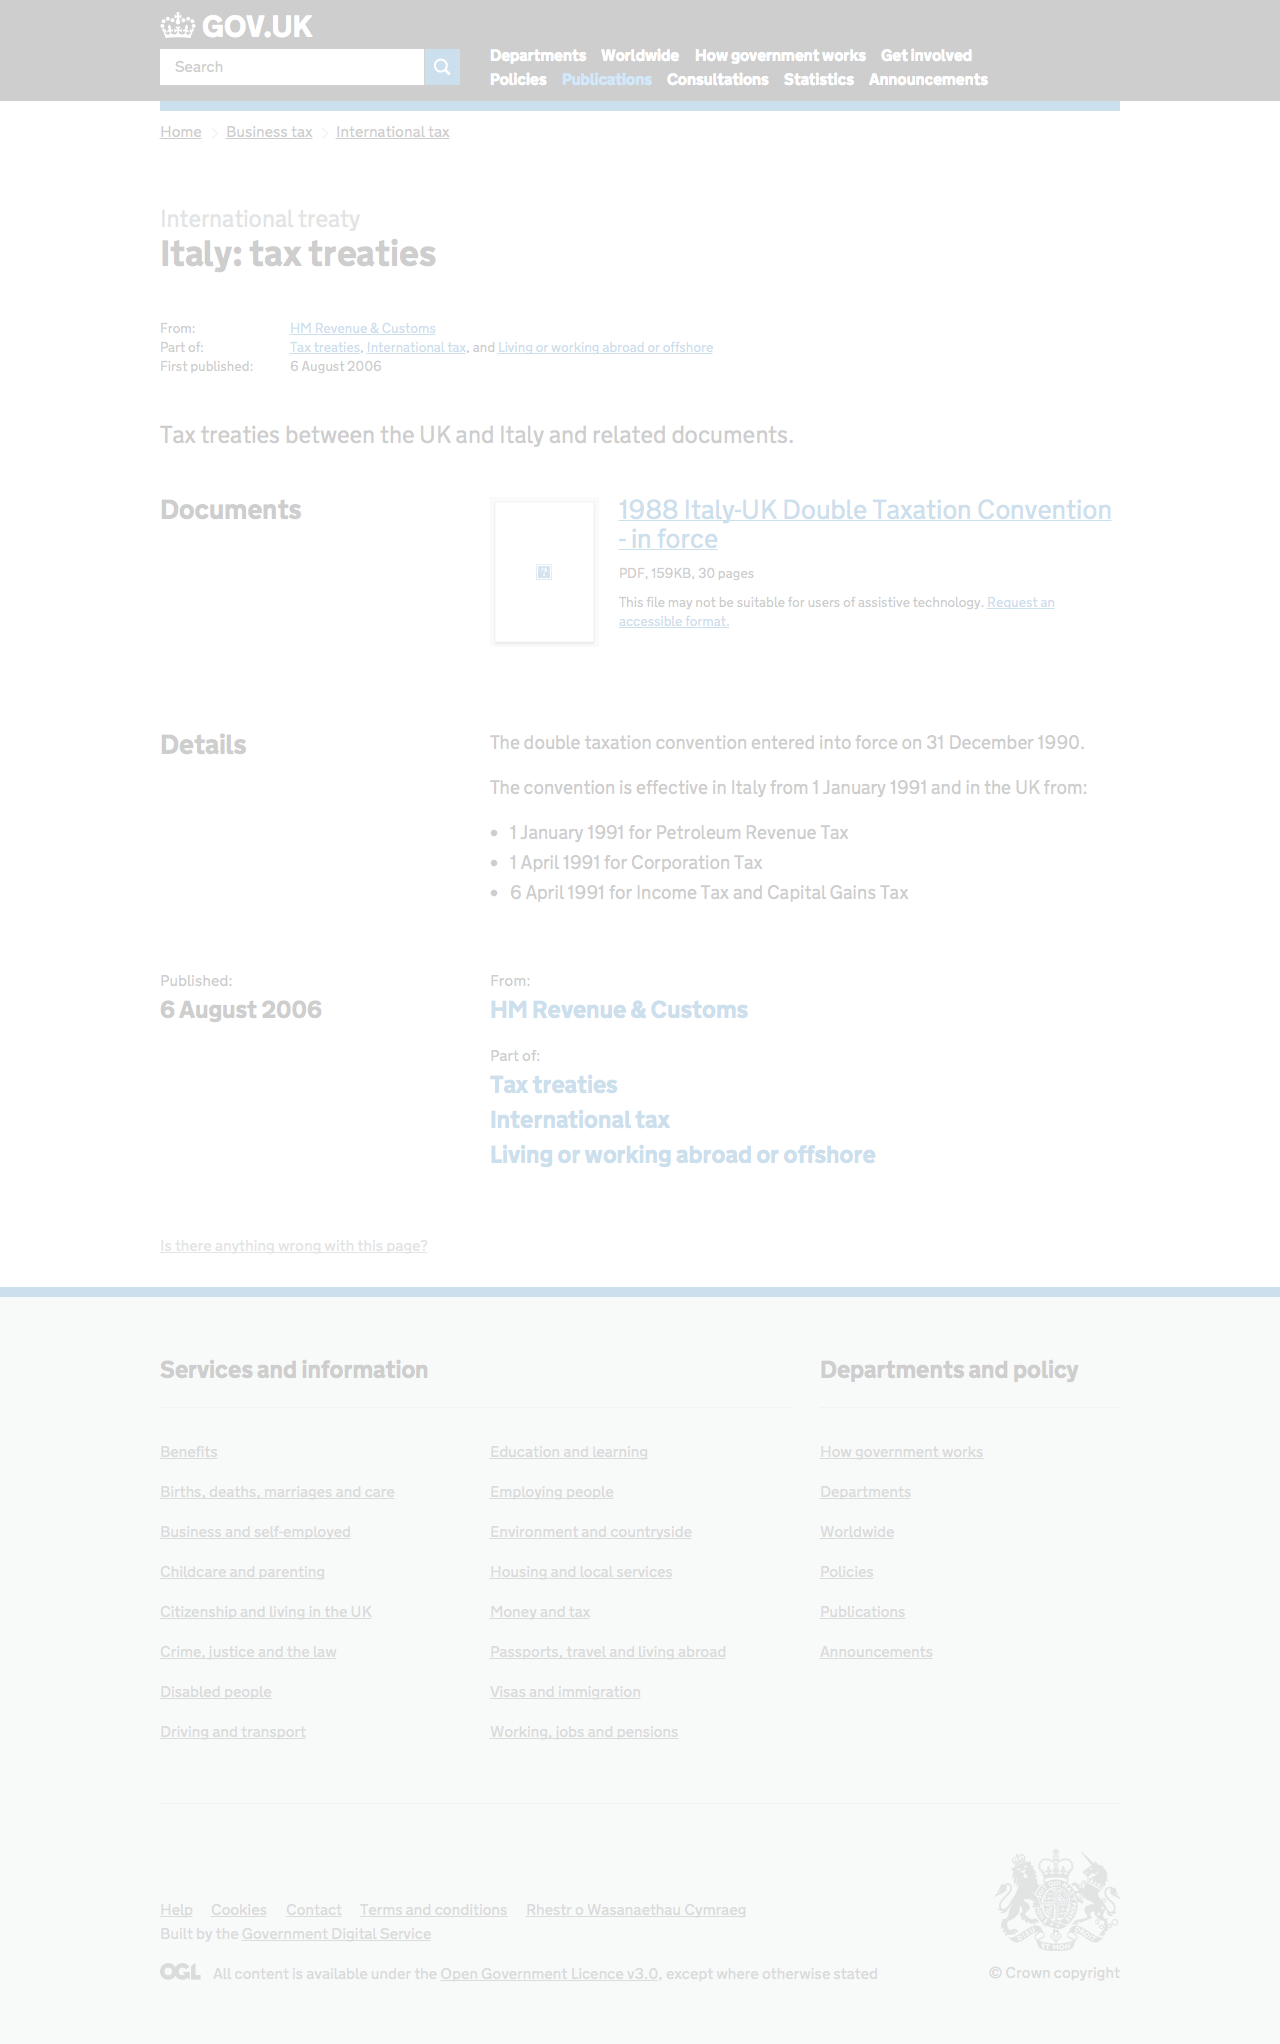 GOV.UK
Search
Departments Worldwide How government works Get involved
Policies Publications Consultations Statistics Announcements
Home Business tax International tax
International treaty
Italy: tax treaties
From: HM Revenue & Customs
Part of: Tax treaties, International tax, and Living or working abroad or offshore
First published: 6 August 2006
Tax treaties between the UK and Italy and related documents.
Documents
1988 Italy-UK Double Taxation Convention
- in force
PDF, 159KB, 30 pages
This file may not be suitable for users of assistive technology. Request an
accessible format.
Details
The double taxation convention entered into force on 31 December 1990.
The convention is effective in Italy from 1 January 1991 and in the UK from:
• 1 January 1991 for Petroleum Revenue Tax
• 1 April 1991 for Corporation Tax
• 6 April 1991 for Income Tax and Capital Gains Tax
Published:
6 August 2006
From:
HM Revenue & Customs
Part of:
Tax treaties
International tax
Living or working abroad or offshore
Is there anything wrong with this page?
Services and information
Benefits
Births, deaths, marriages and care
Business and self-employed
Childcare and parenting
Citizenship and living in the UK
Crime, justice and the law
Disabled people
Driving and transport
Education and learning
Employing people
Environment and countryside
Housing and local services
Money and tax
Passports, travel and living abroad
Visas and immigration
Working, jobs and pensions
Departments and policy
How government works
Departments
Worldwide
Policies
Publications
Announcements
Help Cookies Contact Terms and conditions Rhestr o Wasanaethau Cymraeg
Built by the Government Digital Service
OGL All content is available under the Open Government Licence v3.0, except where otherwise stated
© Crown copyright